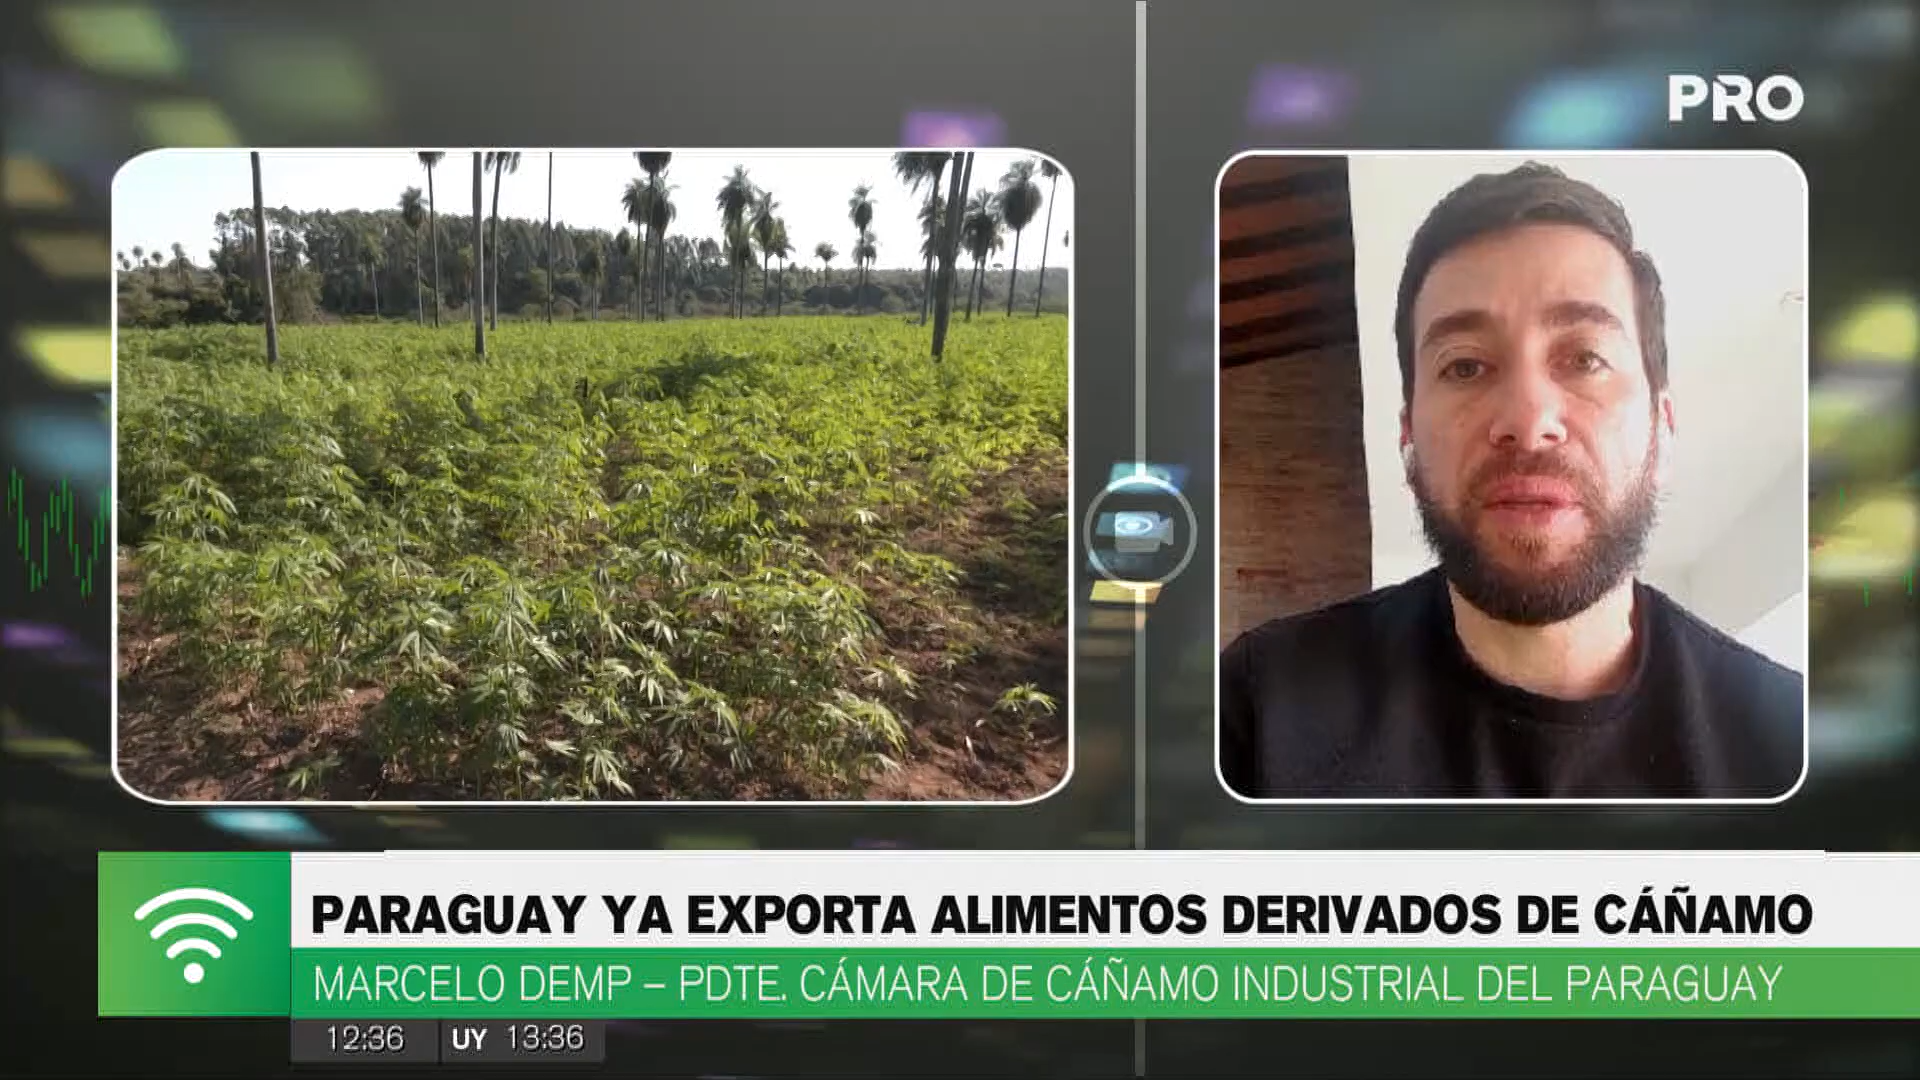 PRO
PARAGUAY YA EXPORTA ALIMENTOS DERIVADOS DE CÁÑAMO
MARCELO DEMP – PDTE. CÁMARA DE CÁÑAMO INDUSTRIAL DEL PARAGUAY
12:36 UY 13:36